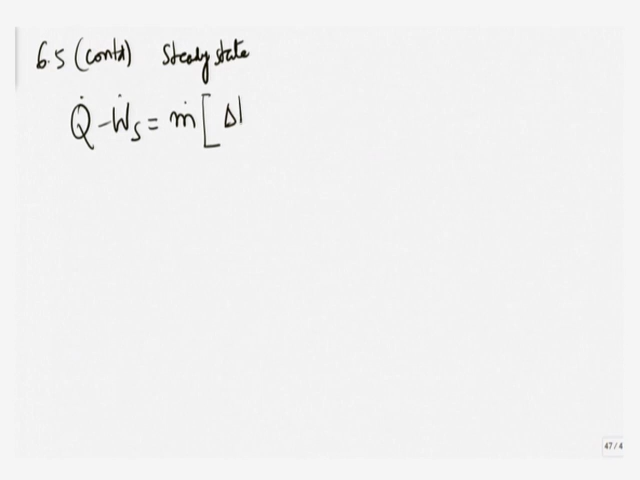 6.5 (contd) Steady state
Q̇ - Ẇs = ṁ [ Δ
47/4